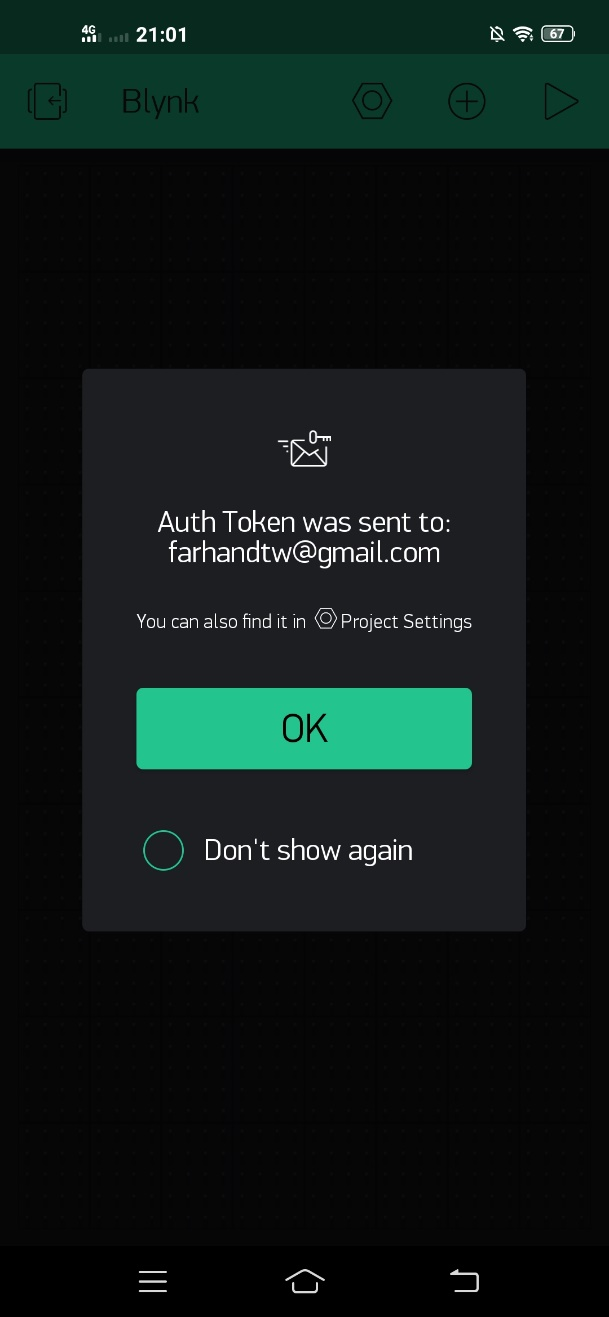 4G 21:01 67
Blynk
Auth Token was sent to:
farhandtw@gmail.com
You can also find it in Project Settings
OK
Don't show again